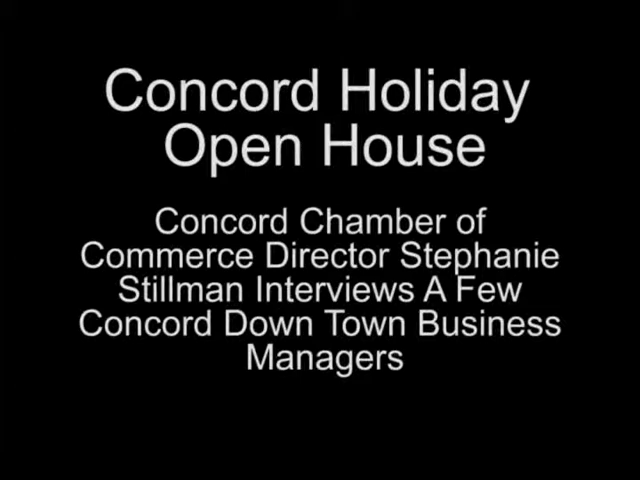 Concord Holiday
Open House
Concord Chamber of
Commerce Director Stephanie
Stillman Interviews A Few
Concord Down Town Business
Managers